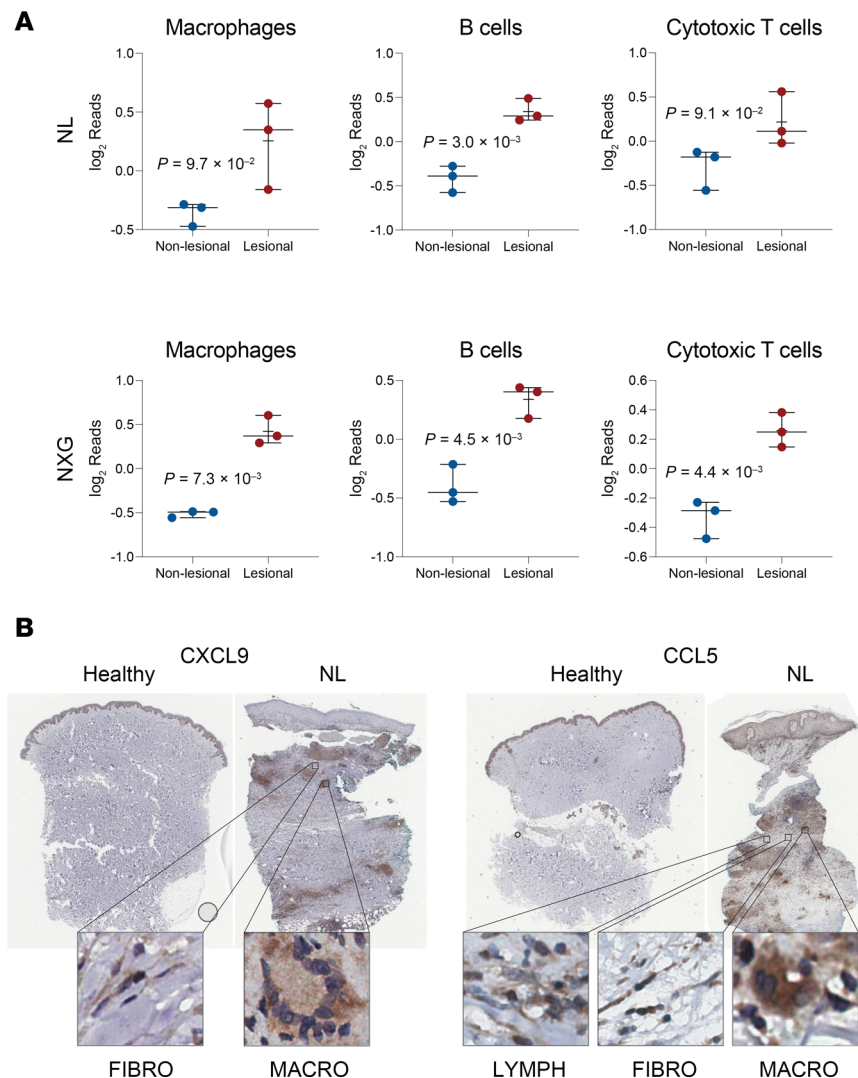 A
Macrophages B cells Cytotoxic T cells
NL
log2 Reads
1.0
0.5
0.0
-0.5
P = 9.7 × 10–2
Non-lesional Lesional
log2 Reads
1.0
0.5
0.0
-0.5
-1.0
P = 3.0 × 10–3
Non-lesional Lesional
log2 Reads
1.0
0.5
0.0
-0.5
-1.0
P = 9.1 × 10–2
Non-lesional Lesional
Macrophages B cells Cytotoxic T cells
NXG
log2 Reads
1.0
0.5
0.0
-0.5
-1.0
P = 7.3 × 10–3
Non-lesional Lesional
log2 Reads
0.5
0.0
-0.5
-1.0
P = 4.5 × 10–3
Non-lesional Lesional
log2 Reads
0.6
0.4
0.2
0.0
-0.2
-0.4
-0.6
P = 4.4 × 10–3
Non-lesional Lesional
B
CXCL9 CCL5
Healthy NL Healthy NL
FIBRO MACRO LYMPH FIBRO MACRO